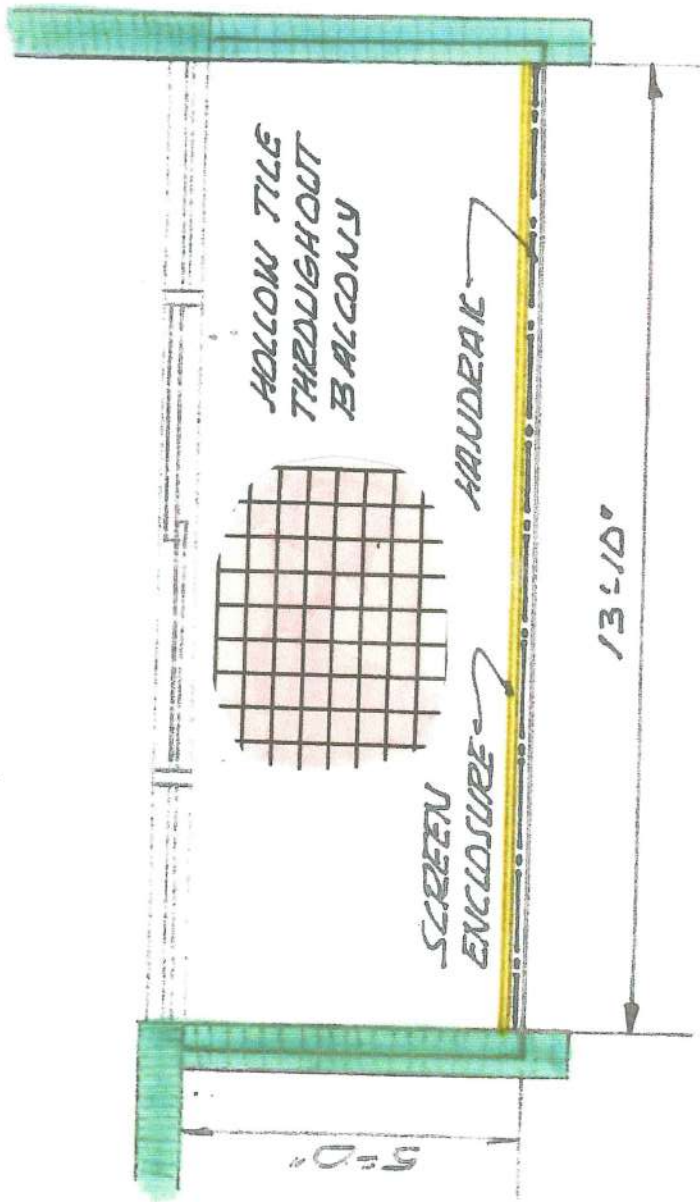 HOLLOW TILE
THROUGHOUT
BALCONY
SCREEN
ENCLOSURE
HANDRAIL
5'-0"
13'-10"